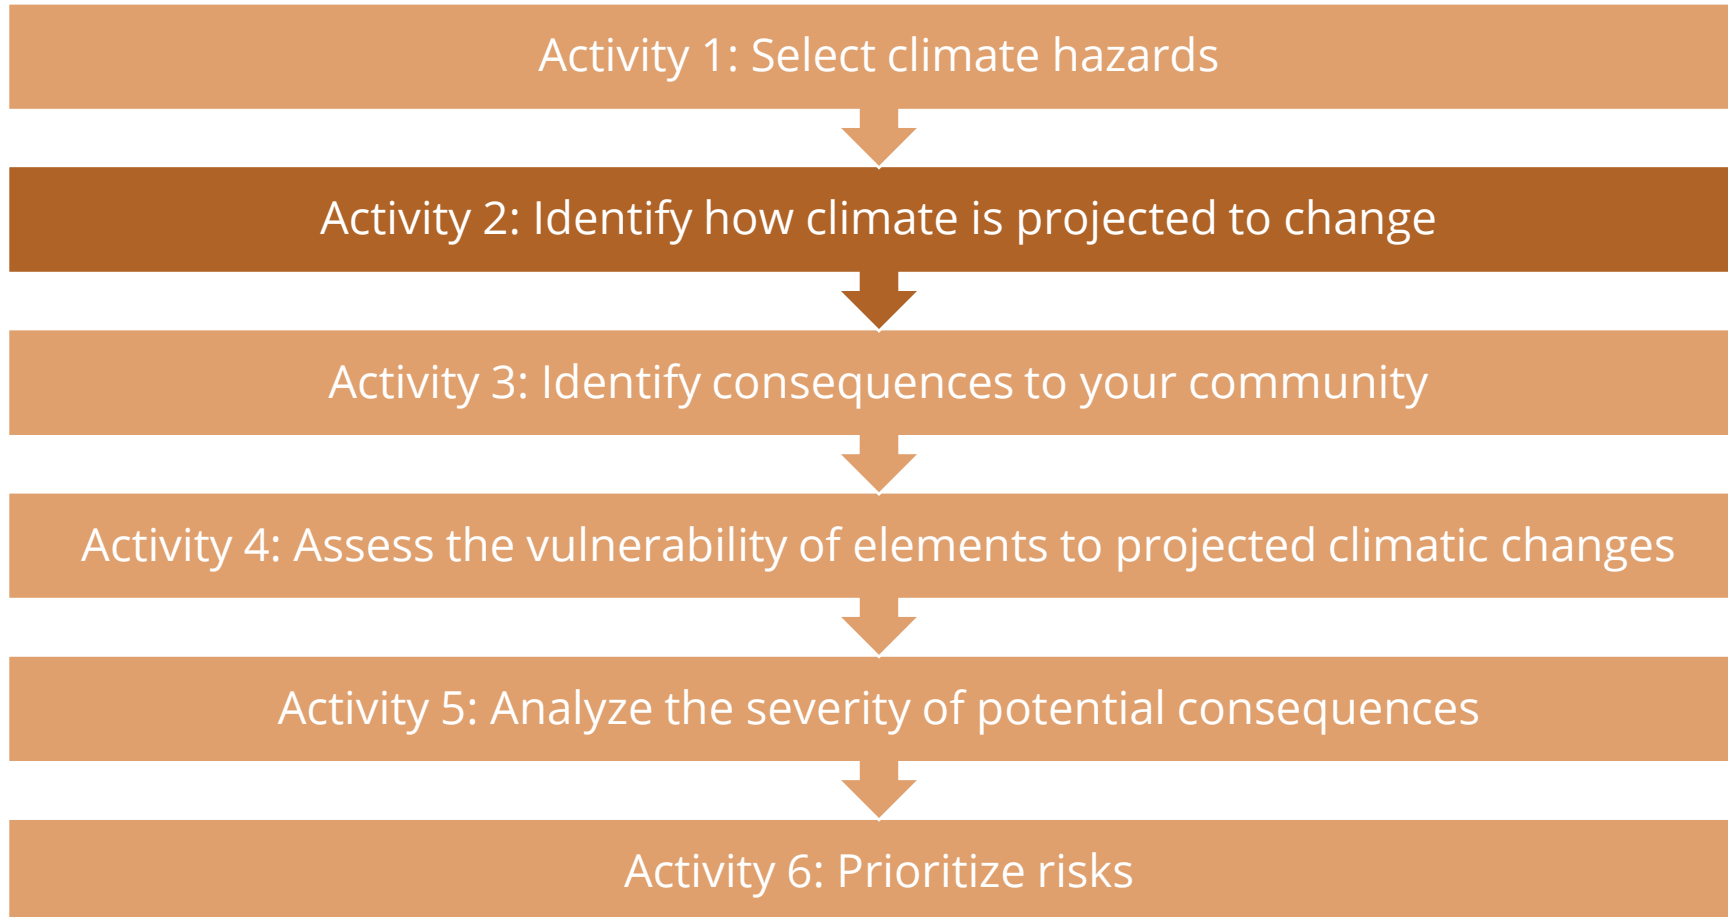 Activity 1: Select climate hazards
Activity 2: Identify how climate is projected to change
Activity 3: Identify consequences to your community
Activity 4: Assess the vulnerability of elements to projected climatic changes
Activity 5: Analyze the severity of potential consequences
Activity 6: Prioritize risks